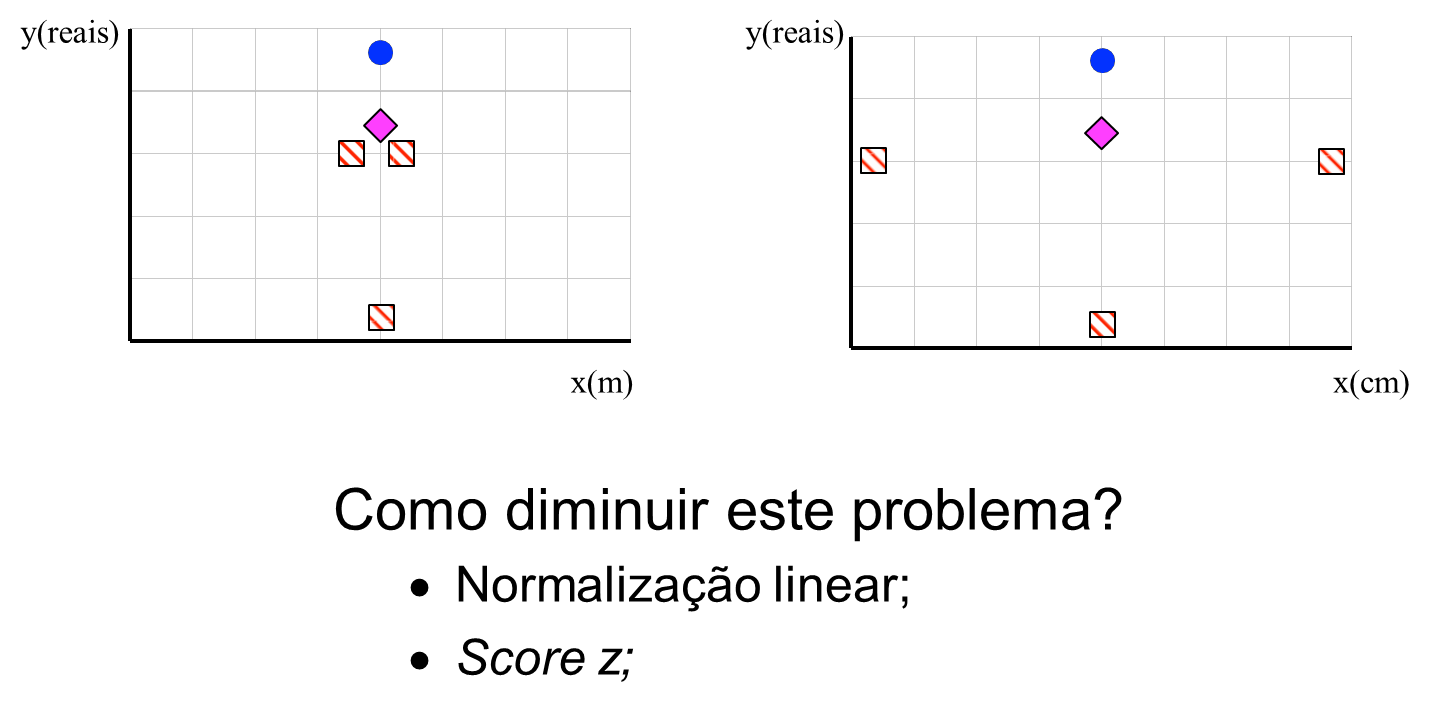 y(reais)
x(m)
y(reais)
x(cm)
Como diminuir este problema?
• Normalização linear;
• Score z;